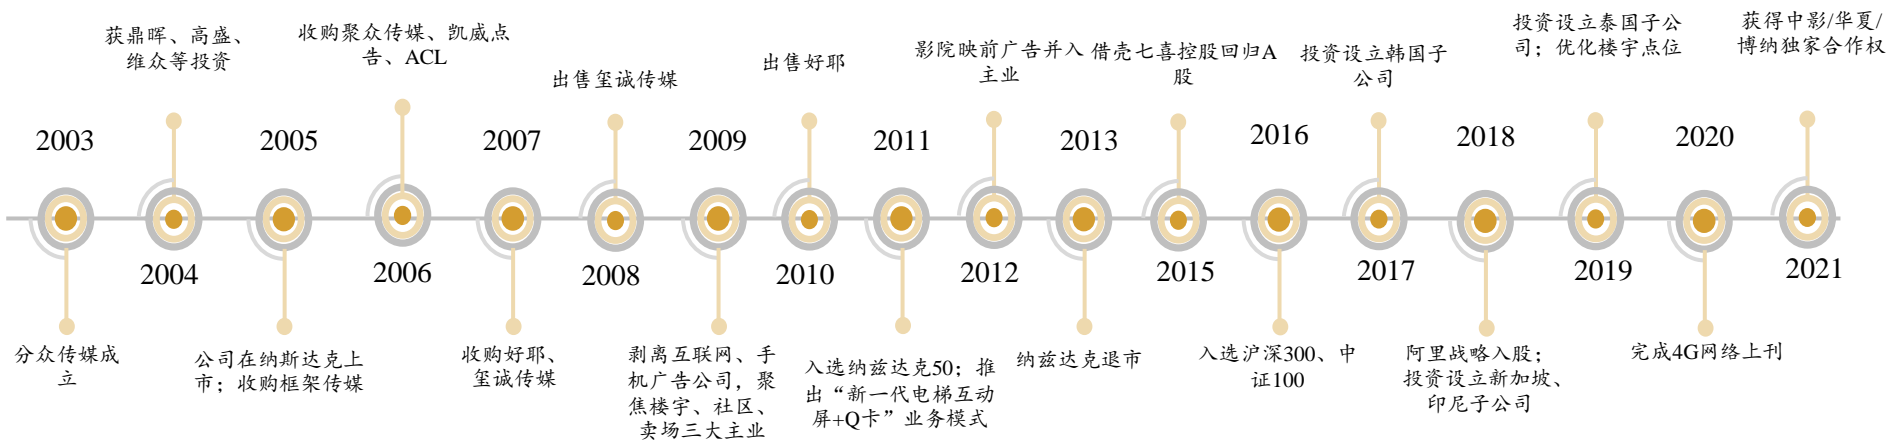 2003
分众传媒成
立
获鼎晖、高盛、
维众等投资
2004
2005
公司在纳斯达克上
市；收购框架传媒
收购聚众传媒、凯威点
告、ACL
2006
2007
收购好耶、
玺诚传媒
出售玺诚传媒
2008
2009
剥离互联网、手
机广告公司，聚
焦楼宇、社区、
卖场三大主业
出售好耶
2010
2011
入选纳兹达克50；推
出“新一代电梯互动
屏+Q卡”业务模式
影院映前广告并入
主业
2012
2013
纳兹达克退市
借壳七喜控股回归A
股
2015
2016
入选沪深300、中
证100
投资设立韩国子
公司
2017
2018
阿里战略入股；
投资设立新加坡、
印尼子公司
投资设立泰国子公
司；优化楼宇点位
2019
2020
完成4G网络上刊
获得中影/华夏/
博纳独家合作权
2021